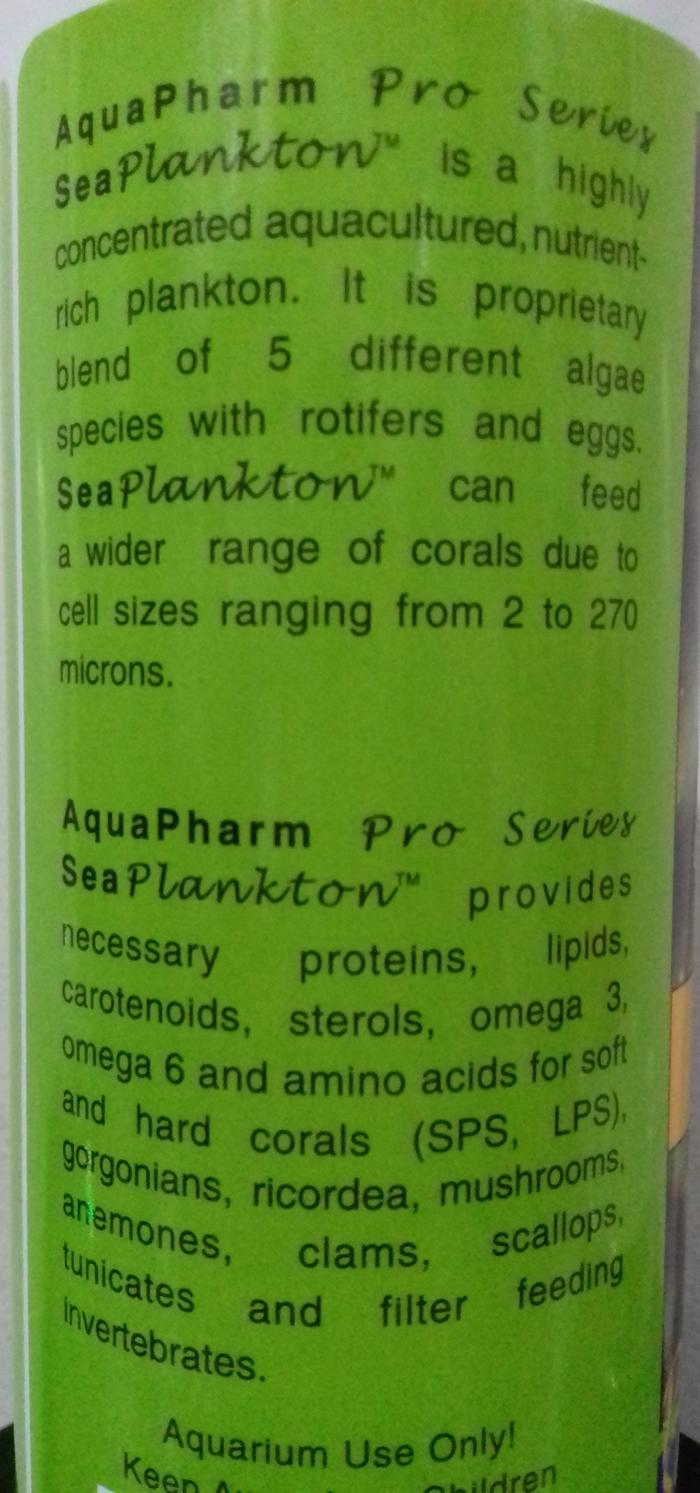 AquaPharm Pro Series
SeaPlankton™ is a highly
concentrated aquacultured, nutrient-
rich plankton. It is proprietary
blend of 5 different algae
species with rotifers and eggs.
SeaPlankton™ can feed
a wider range of corals due to
cell sizes ranging from 2 to 270
microns.
AquaPharm Pro Series
SeaPlankton™ provides
necessary proteins, lipids,
carotenoids, sterols, omega 3,
omega 6 and amino acids for soft
and hard corals (SPS, LPS),
gorgonians, ricordea, mushrooms,
anemones, clams, scallops,
tunicates and filter feeding
invertebrates.
Aquarium Use Only!
Keep Children